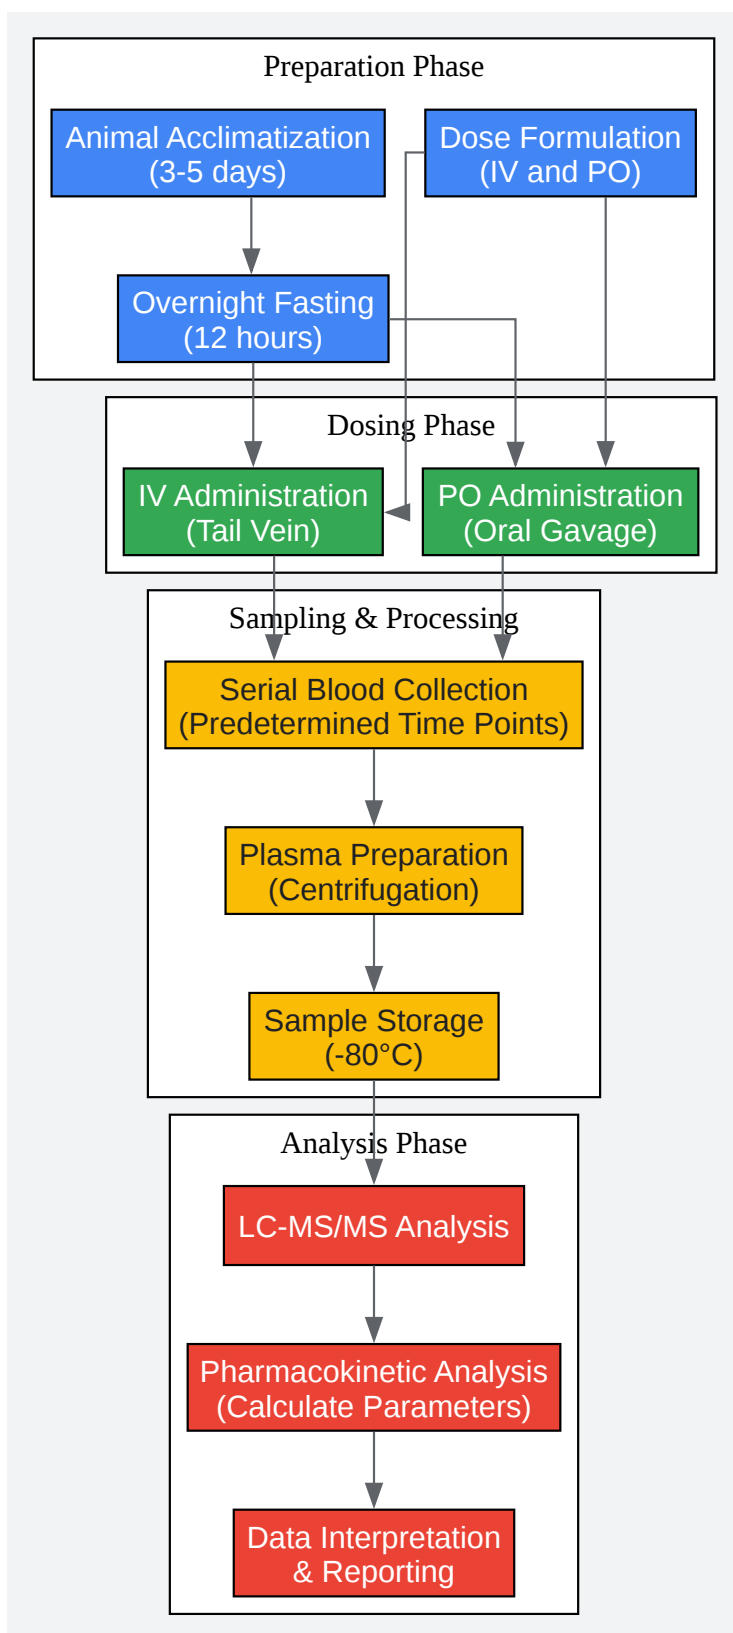 Preparation Phase
Animal Acclimatization
(3-5 days)
Dose Formulation
(IV and PO)
Overnight Fasting
(12 hours)
Dosing Phase
IV Administration
(Tail Vein)
PO Administration
(Oral Gavage)
Sampling & Processing
Serial Blood Collection
(Predetermined Time Points)
Plasma Preparation
(Centrifugation)
Sample Storage
(-80°C)
Analysis Phase
LC-MS/MS Analysis
Pharmacokinetic Analysis
(Calculate Parameters)
Data Interpretation
& Reporting